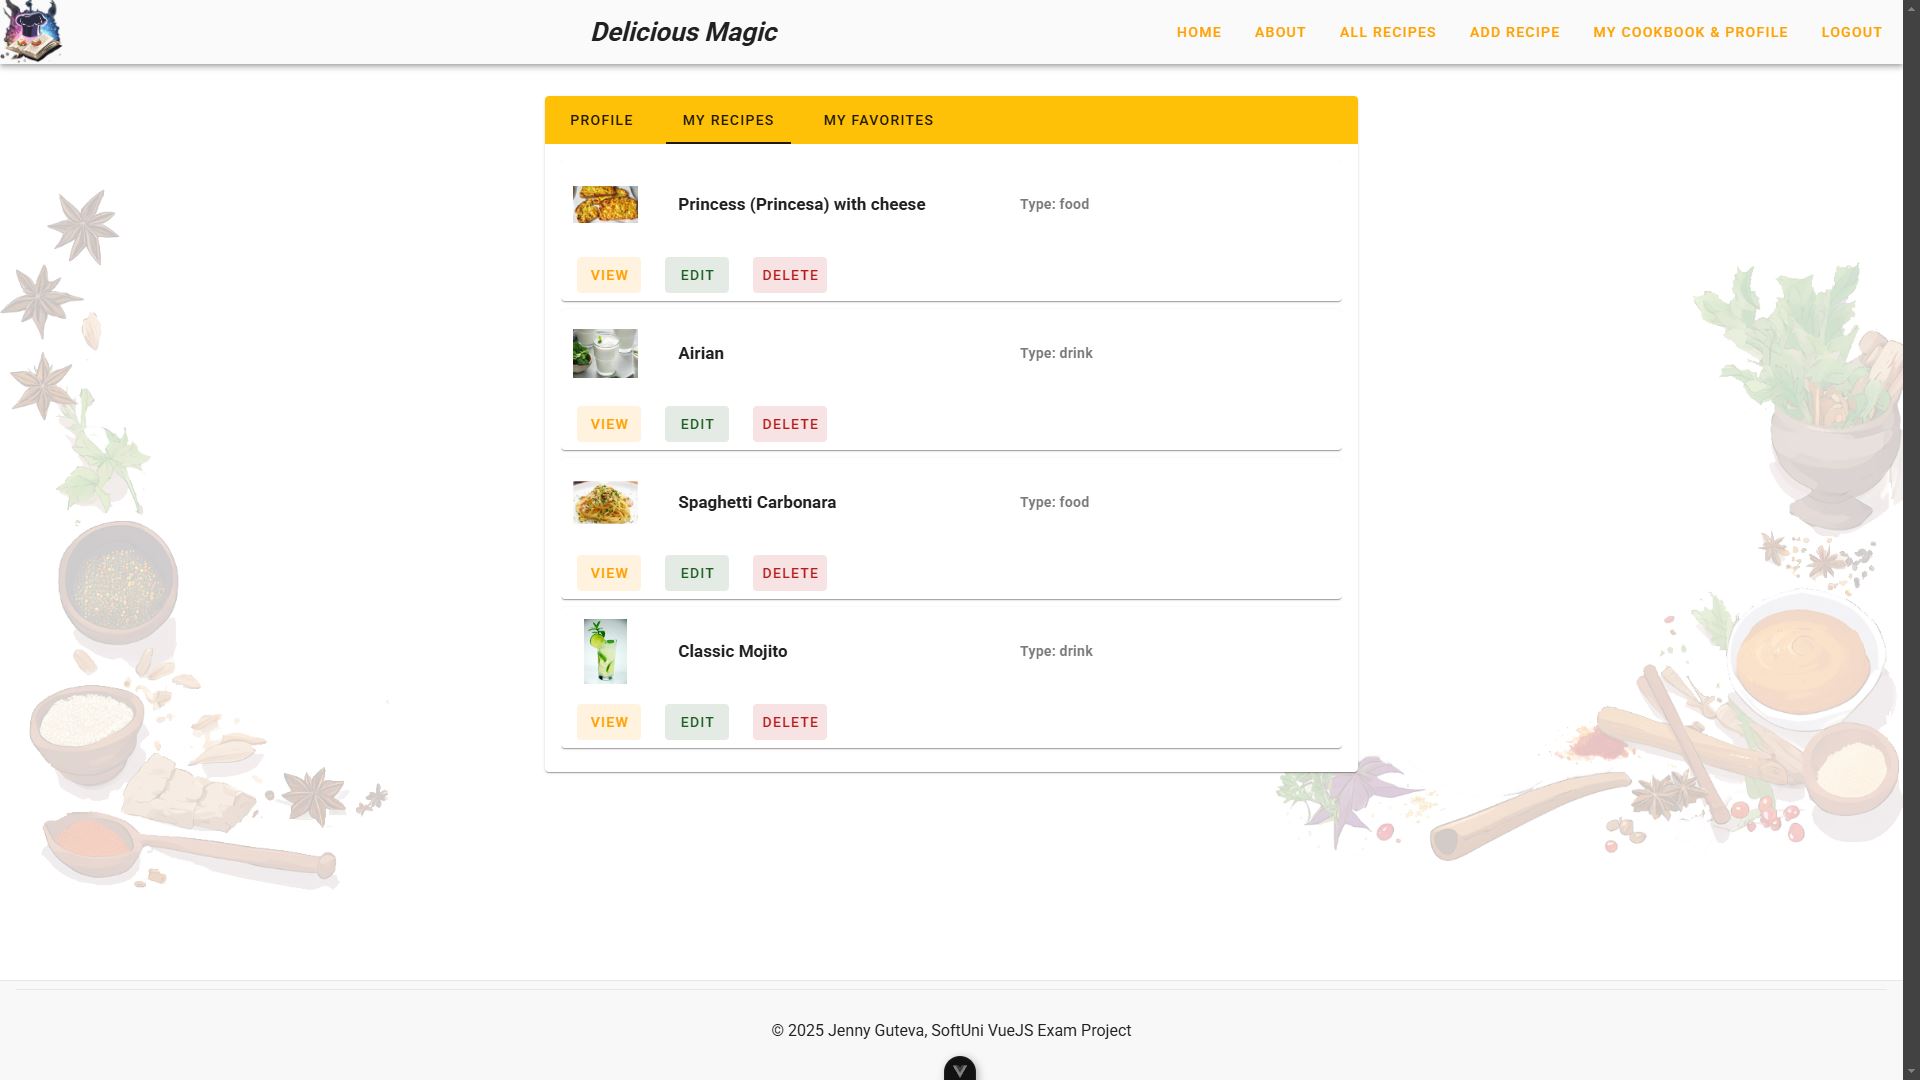 Delicious Magic
HOME ABOUT ALL RECIPES ADD RECIPE MY COOKBOOK & PROFILE LOGOUT
PROFILE MY RECIPES MY FAVORITES
Princess (Princesa) with cheese Type: food
VIEW EDIT DELETE
Airian Type: drink
VIEW EDIT DELETE
Spaghetti Carbonara Type: food
VIEW EDIT DELETE
Classic Mojito Type: drink
VIEW EDIT DELETE
© 2025 Jenny Guteva, SoftUni VueJS Exam Project